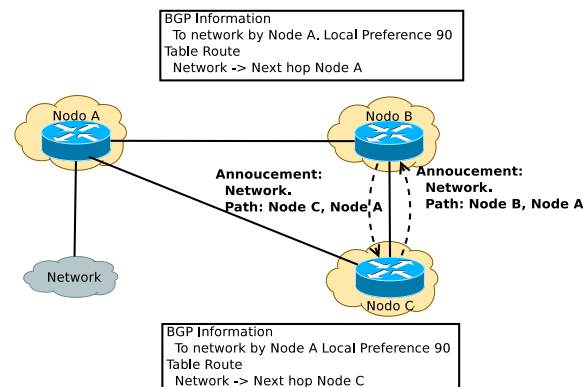 BGP Information
To network by Node A. Local Preference 90
Table Route
Network -> Next hop Node A
Nodo A
Nodo B
Annoucement:
Network.
Path: Node C, Node A
Annoucement:
Network.
Path: Node B, Node A
Network
Nodo C
BGP Information
To network by Node A Local Preference 90
Table Route
Network -> Next hop Node C